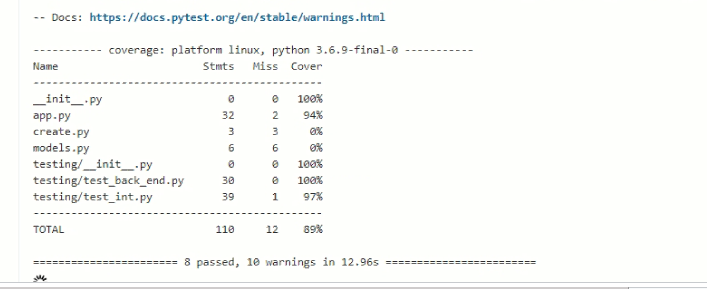 -- Docs: https://docs.pytest.org/en/stable/warnings.html
----------- coverage: platform linux, python 3.6.9-final-0 -----------
Name Stmts Miss Cover
----------------------------------------------
__init__.py 0 0 100%
app.py 32 2 94%
create.py 3 3 0%
models.py 6 6 0%
testing/__init__.py 0 0 100%
testing/test_back_end.py 30 0 100%
testing/test_int.py 39 1 97%
----------------------------------------------
TOTAL 110 12 89%
======================= 8 passed, 10 warnings in 12.96s ========================